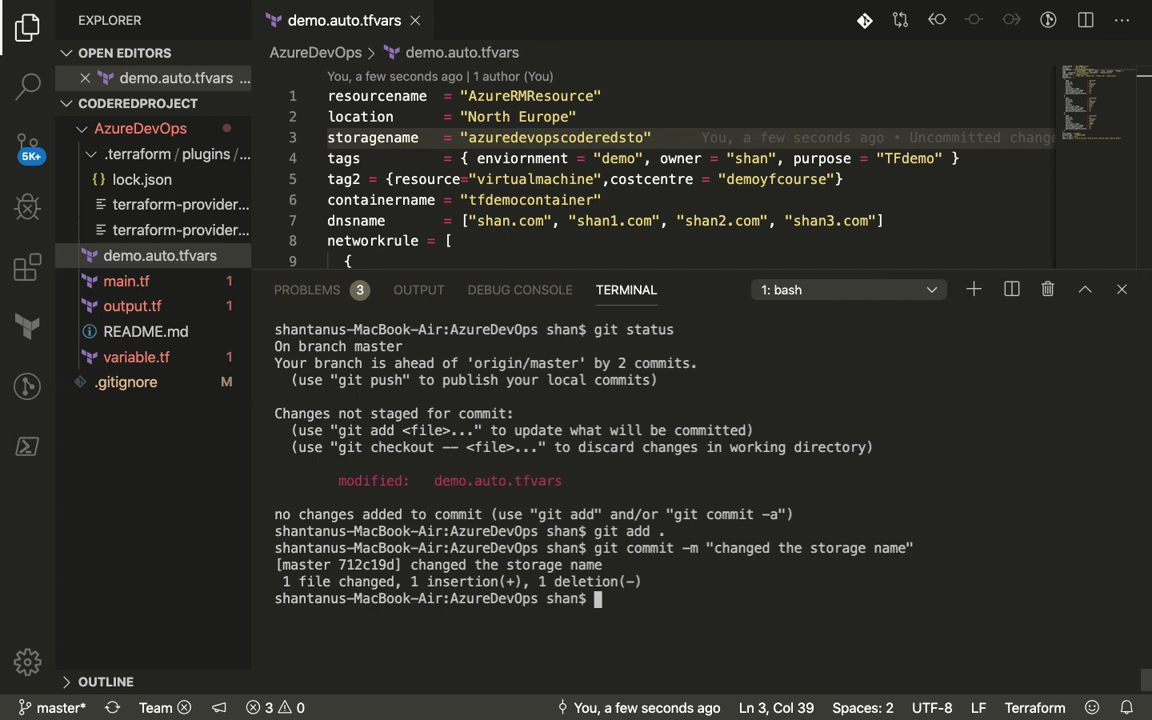 EXPLORER
OPEN EDITORS
demo.auto.tfvars ...
CODEREDPROJECT
AzureDevOps
.terraform / plugins /...
lock.json
terraform-provider...
terraform-provider...
demo.auto.tfvars
main.tf 1
output.tf 1
README.md
variable.tf 1
.gitignore M
OUTLINE
5K+
demo.auto.tfvars
AzureDevOps > demo.auto.tfvars
You, a few seconds ago | 1 author (You)
1 resourcename = "AzureRMResource"
2 location = "North Europe"
3 storagename = "azuredevopscoderedsto" You, a few seconds ago • Uncommitted change
4 tags = { enviornment = "demo", owner = "shan", purpose = "TFdemo" }
5 tag2 = {resource="virtualmachine",costcentre = "demoyfcourse"}
6 containername = "tfdemocontainer"
7 dnsname = ["shan.com", "shan1.com", "shan2.com", "shan3.com"]
8 networkrule = [
9 {
PROBLEMS 3 OUTPUT DEBUG CONSOLE TERMINAL 1: bash
shantanus-MacBook-Air:AzureDevOps shan$ git status
On branch master
Your branch is ahead of 'origin/master' by 2 commits.
(use "git push" to publish your local commits)
Changes not staged for commit:
(use "git add <file>..." to update what will be committed)
(use "git checkout -- <file>..." to discard changes in working directory)
modified: demo.auto.tfvars
no changes added to commit (use "git add" and/or "git commit -a")
shantanus-MacBook-Air:AzureDevOps shan$ git add .
shantanus-MacBook-Air:AzureDevOps shan$ git commit -m "changed the storage name"
[master 712c19d] changed the storage name
1 file changed, 1 insertion(+), 1 deletion(-)
shantanus-MacBook-Air:AzureDevOps shan$
master* Team 3 0 You, a few seconds ago Ln 3, Col 39 Spaces: 2 UTF-8 LF Terraform